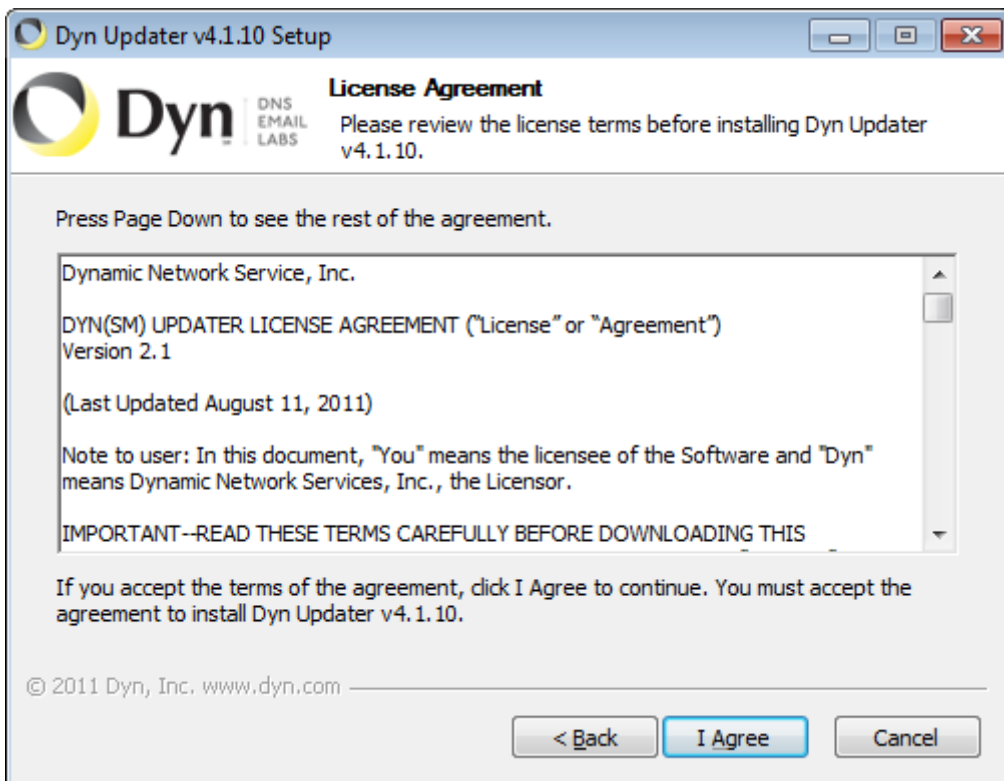 Dyn Updater v4.1.10 Setup
Dyn
DNS
EMAIL
LABS
License Agreement
Please review the license terms before installing Dyn Updater
v4.1.10.
Press Page Down to see the rest of the agreement.
Dynamic Network Service, Inc.
DYN(SM) UPDATER LICENSE AGREEMENT (“License” or “Agreement”)
Version 2.1
(Last Updated August 11, 2011)
Note to user: In this document, "You" means the licensee of the Software and "Dyn"
means Dynamic Network Services, Inc., the Licensor.
IMPORTANT--READ THESE TERMS CAREFULLY BEFORE DOWNLOADING THIS
If you accept the terms of the agreement, click I Agree to continue. You must accept the
agreement to install Dyn Updater v4.1.10.
© 2011 Dyn, Inc. www.dyn.com
< Back
I Agree
Cancel